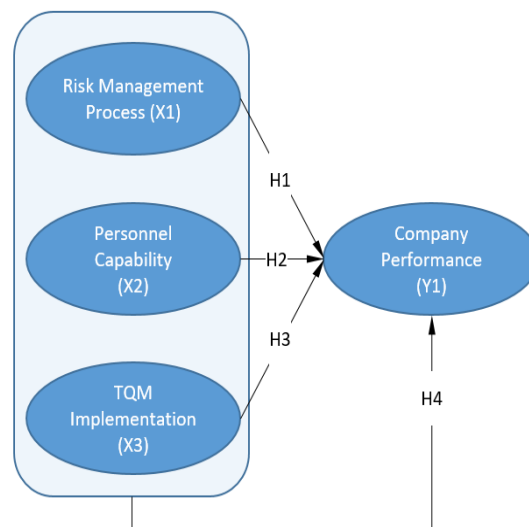 Risk Management
Process (X1)
H1
Personnel
Capability
(X2)
H2
Company
Performance
(Y1)
H3
TQM
Implementation
(X3)
H4